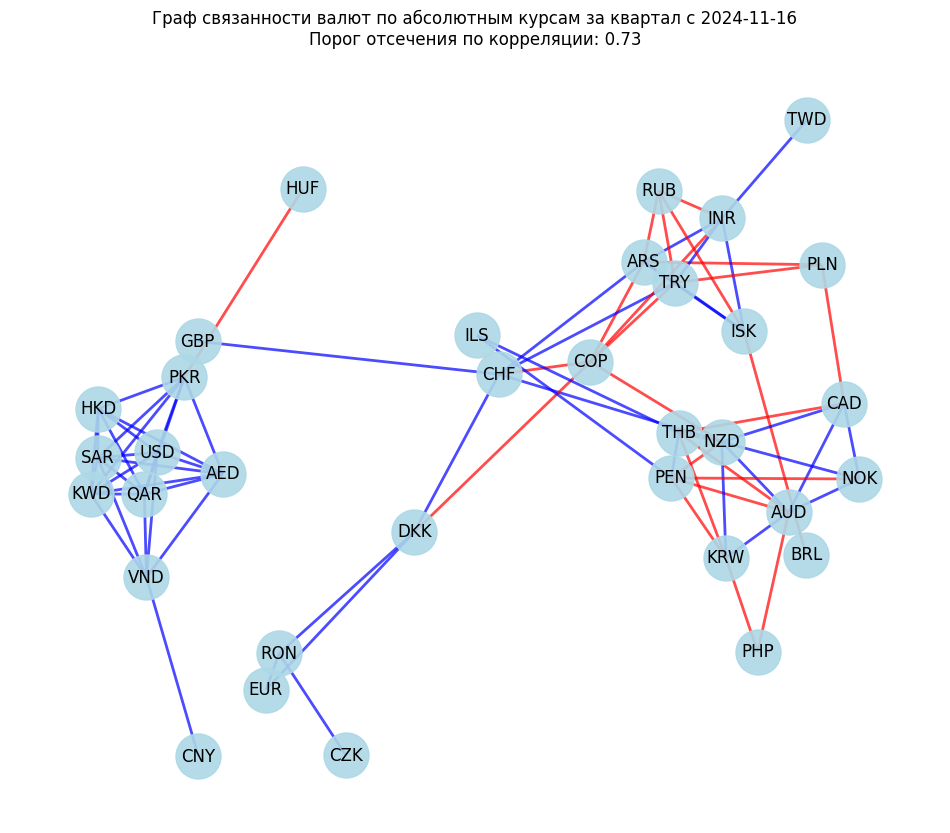 Граф связанности валют по абсолютным курсам за квартал с 2024-11-16
Порог отсечения по корреляции: 0.73
TWD
HUF
RUB
INR
ARS
PLN
TRY
ISK
ILS
GBP
COP
CHF
PKR
CAD
HKD
THB
NZD
USD
SAR
AED
PEN
NOK
KWD
QAR
AUD
DKK
BRL
KRW
VND
PHP
RON
EUR
CZK
CNY